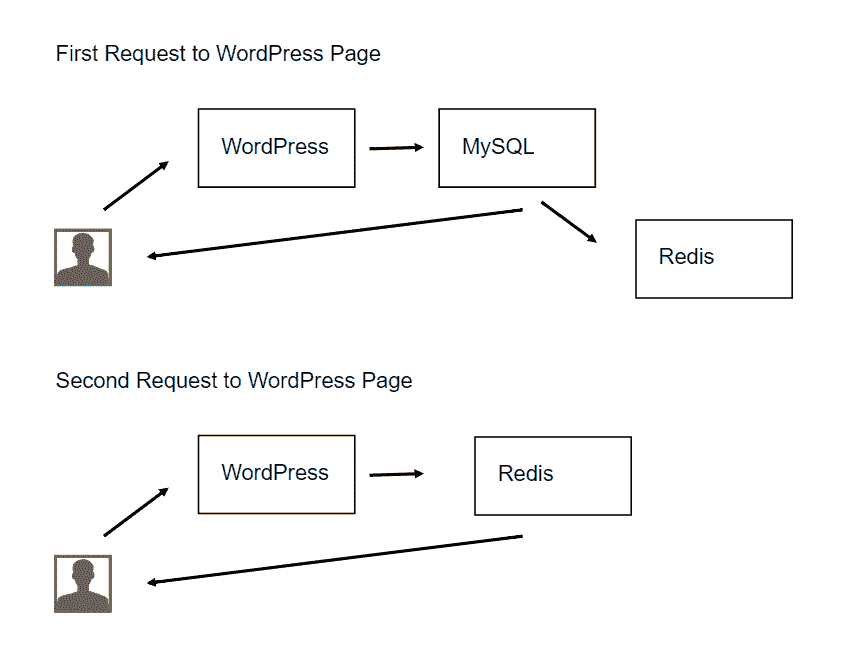 First Request to WordPress Page
WordPress
MySQL
Redis
Second Request to WordPress Page
WordPress
Redis